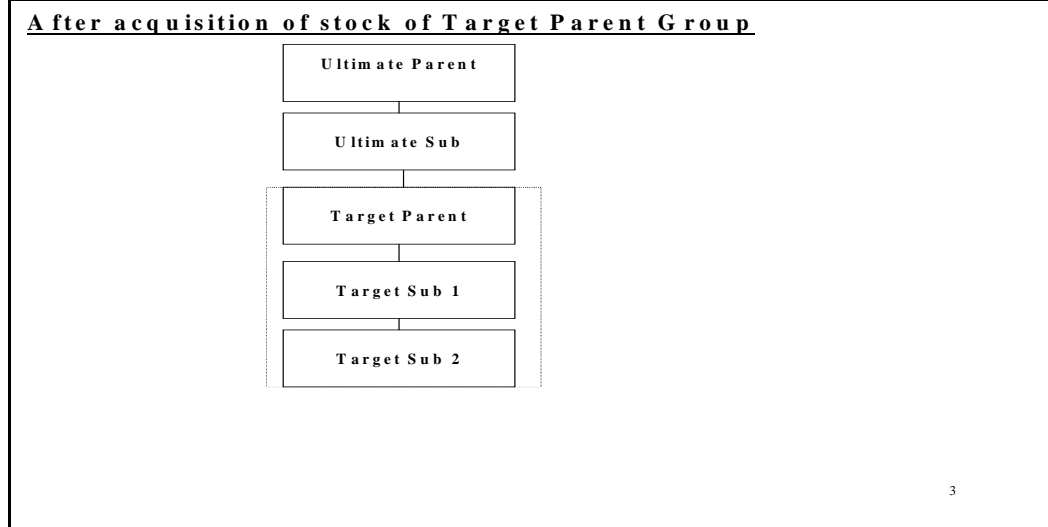 After acquisition of stock of Target Parent Group
Ultimate Parent
Ultimate Sub
Target Parent
Target Sub 1
Target Sub 2
3